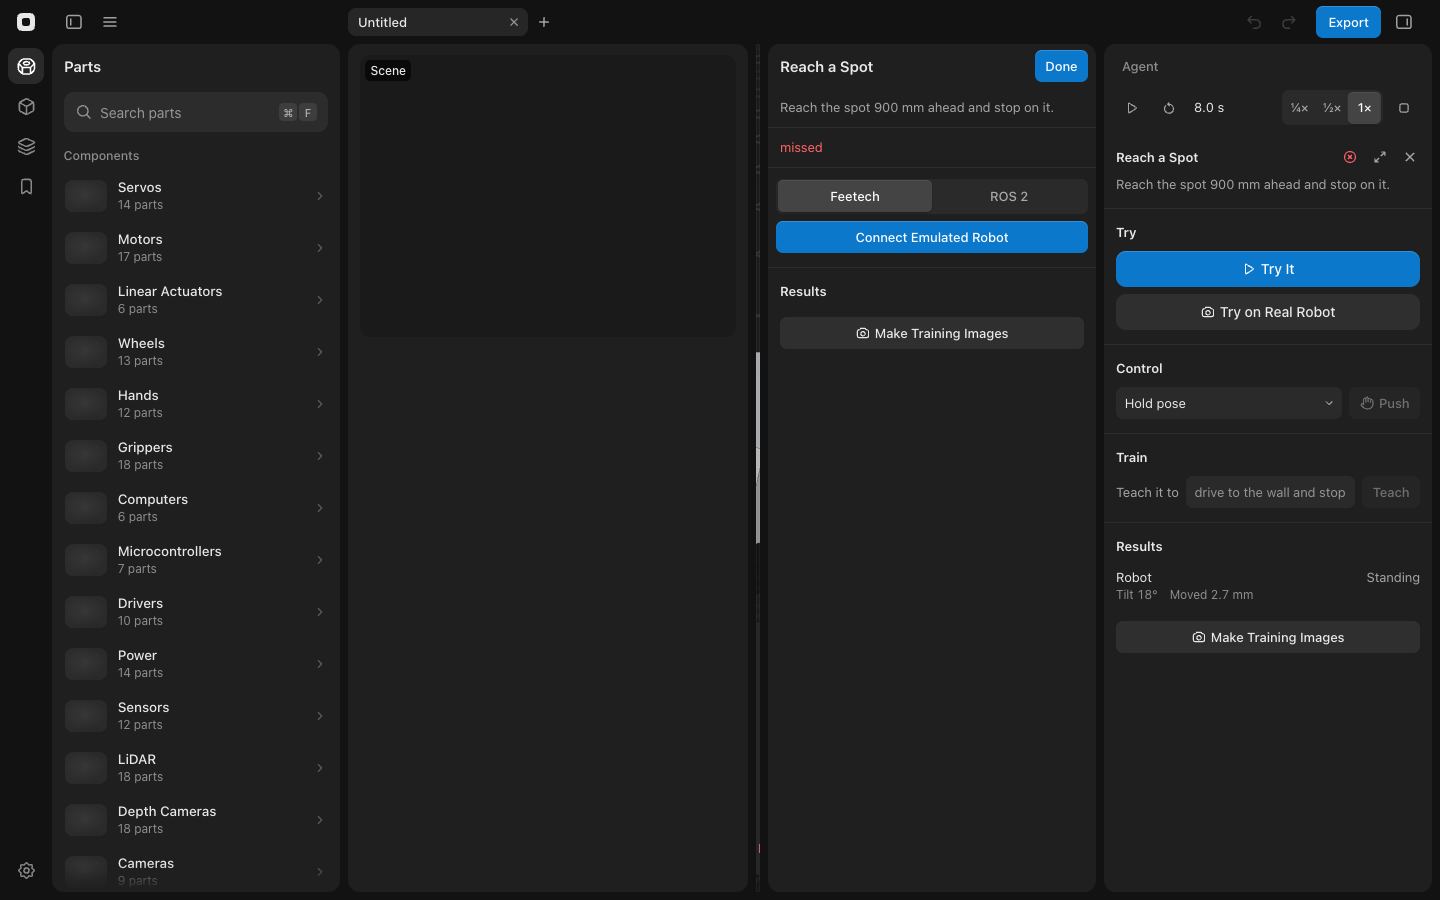 Untitled
Export
Parts
Search parts
⌘ F
Components
Servos
14 parts
Motors
17 parts
Linear Actuators
6 parts
Wheels
13 parts
Hands
12 parts
Grippers
18 parts
Computers
6 parts
Microcontrollers
7 parts
Drivers
10 parts
Power
14 parts
Sensors
12 parts
LiDAR
18 parts
Depth Cameras
18 parts
Cameras
9 parts
Scene
Reach a Spot
Done
Reach the spot 900 mm ahead and stop on it.
missed
Feetech
ROS 2
Connect Emulated Robot
Results
Make Training Images
Agent
8.0 s
¼× ½× 1×
Reach a Spot
Reach the spot 900 mm ahead and stop on it.
Try
Try It
Try on Real Robot
Control
Hold pose
Push
Train
Teach it to drive to the wall and stop Teach
Results
Robot Standing
Tilt 18° Moved 2.7 mm
Make Training Images